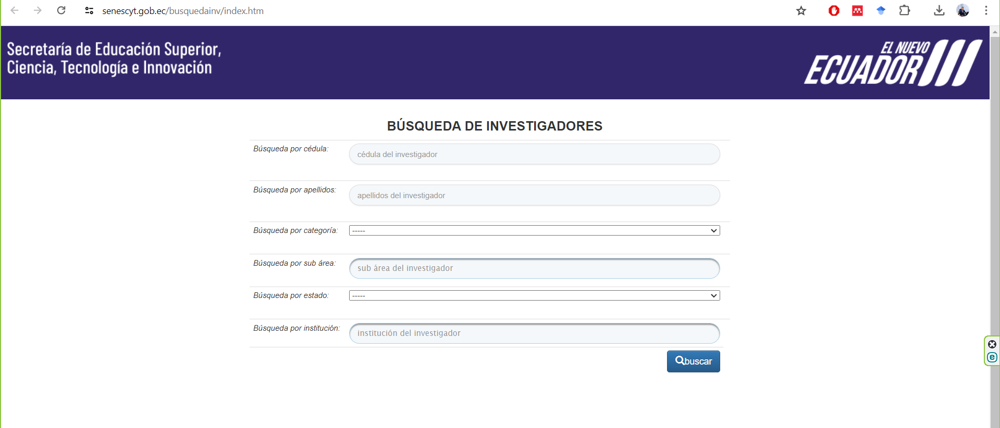 senescyt.gob.ec/busquedainv/index.htm
Secretaría de Educación Superior,
Ciencia, Tecnología e Innovación
EL NUEVO
ECUADOR
BÚSQUEDA DE INVESTIGADORES
Búsqueda por cédula:
cédula del investigador
Búsqueda por apellidos:
apellidos del investigador
Búsqueda por categoría:
-----
Búsqueda por sub área:
sub área del investigador
Búsqueda por estado:
-----
Búsqueda por institución:
institución del investigador
buscar